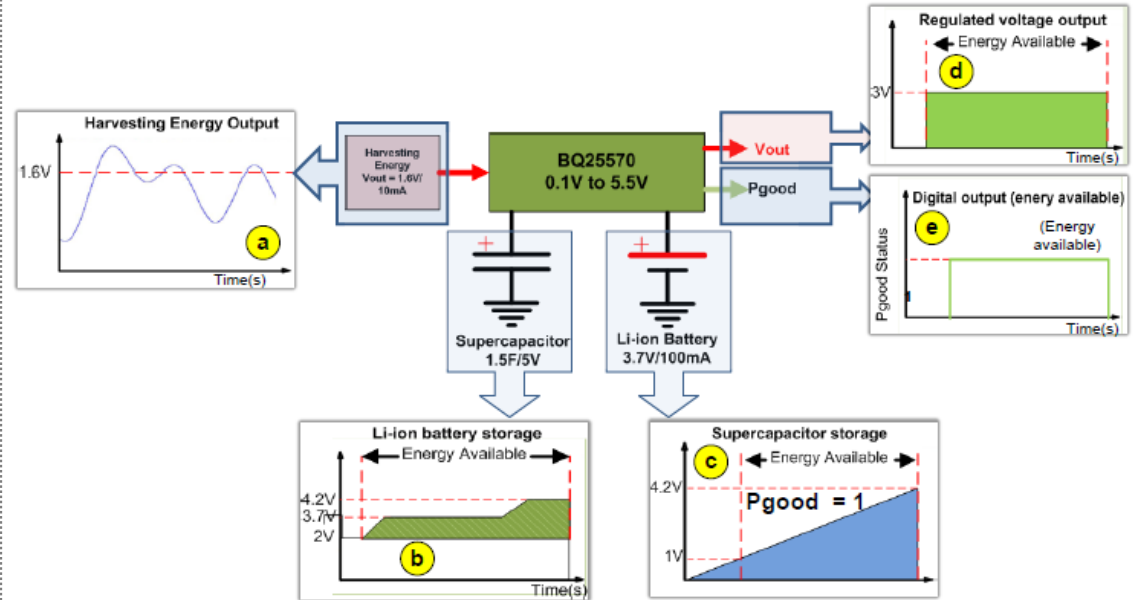 Regulated voltage output
Energy Available
d
3V
Time(s)
Harvesting Energy Output
1.6V
a
Time(s)
Harvesting
Energy
Vout = 1.6V/
10mA
BQ25570
0.1V to 5.5V
Vout
Pgood
Digital output (enery available)
e
(Energy
available)
Pgood Status
1
Time(s)
+
Supercapacitor
1.5F/5V
+
Li-ion Battery
3.7V/100mA
Li-ion battery storage
Energy Available
4.2V
3.7V
2V
b
Time(s)
Supercapacitor storage
c
Energy Available
4.2V
Pgood = 1
1V
Time(s)